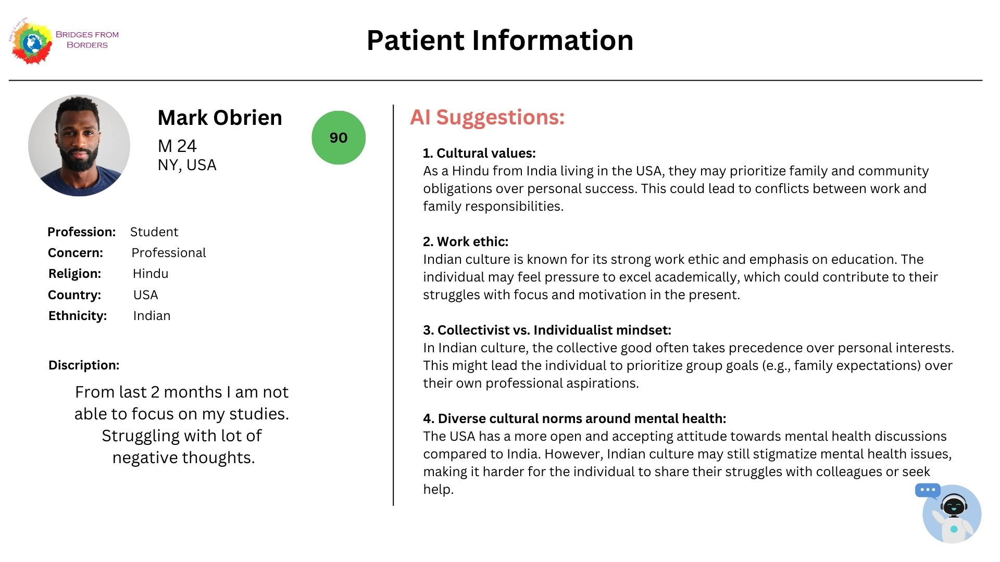 BRIDGES FROM
BORDERS
Patient Information
Mark Obrien
M 24
NY, USA
90
Profession: Student
Concern: Professional
Religion: Hindu
Country: USA
Ethnicity: Indian
Discription:
From last 2 months I am not
able to focus on my studies.
Struggling with lot of
negative thoughts.
AI Suggestions:
1. Cultural values:
As a Hindu from India living in the USA, they may prioritize family and community
obligations over personal success. This could lead to conflicts between work and
family responsibilities.
2. Work ethic:
Indian culture is known for its strong work ethic and emphasis on education. The
individual may feel pressure to excel academically, which could contribute to their
struggles with focus and motivation in the present.
3. Collectivist vs. Individualist mindset:
In Indian culture, the collective good often takes precedence over personal interests.
This might lead the individual to prioritize group goals (e.g., family expectations) over
their own professional aspirations.
4. Diverse cultural norms around mental health:
The USA has a more open and accepting attitude towards mental health discussions
compared to India. However, Indian culture may still stigmatize mental health issues,
making it harder for the individual to share their struggles with colleagues or seek
help.